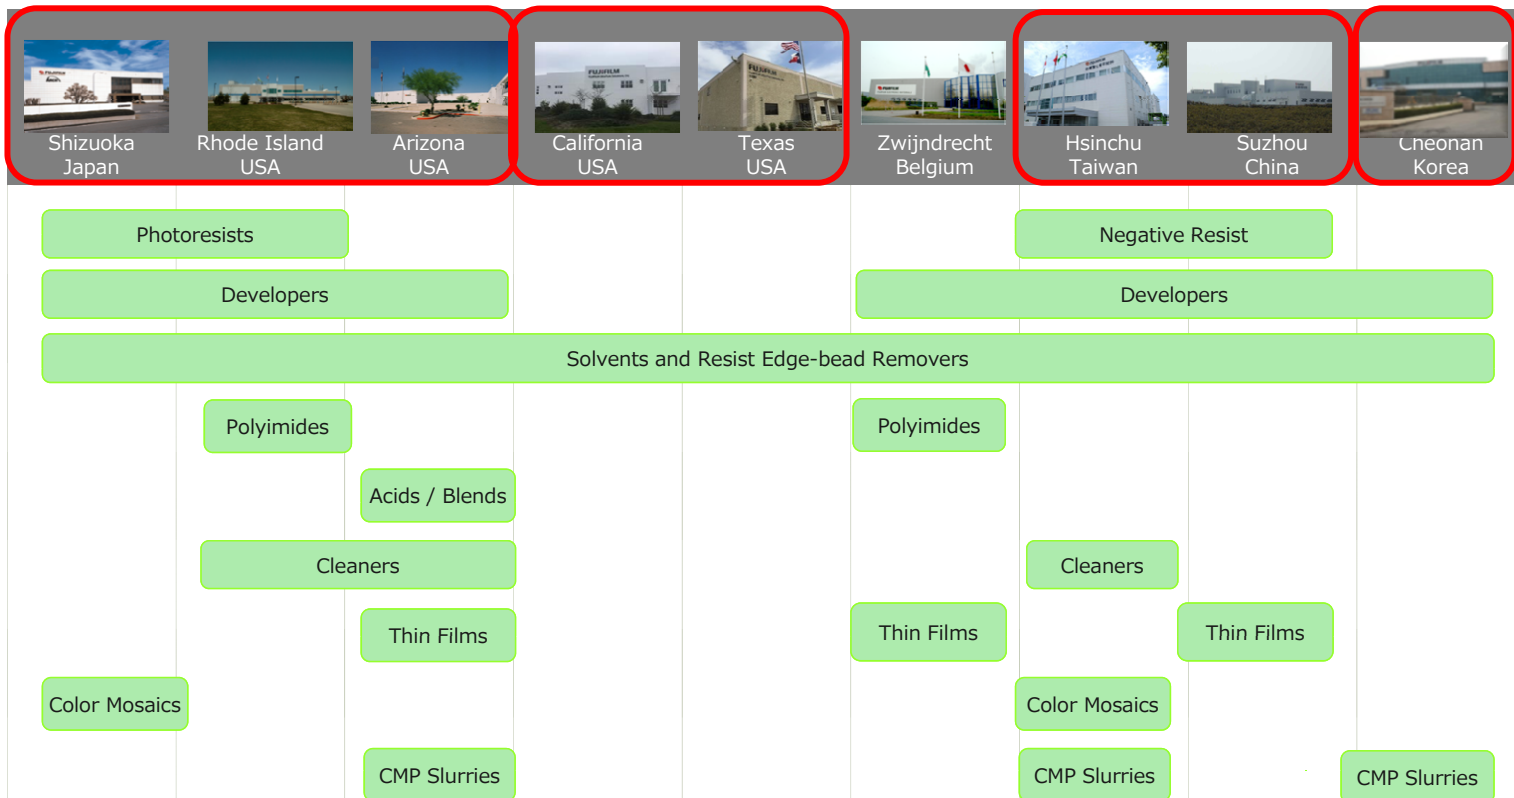 FUJIFILM
FUJIFILM
Shizuoka
Japan
Rhode Island
USA
Arizona
USA
California
USA
Texas
USA
Zwijndrecht
Belgium
Hsinchu
Taiwan
Suzhou
China
Cheonan
Korea
Photoresists
Negative Resist
Developers
Developers
Solvents and Resist Edge-bead Removers
Polyimides
Polyimides
Acids / Blends
Cleaners
Cleaners
Thin Films
Thin Films
Thin Films
Color Mosaics
Color Mosaics
CMP Slurries
CMP Slurries
CMP Slurries